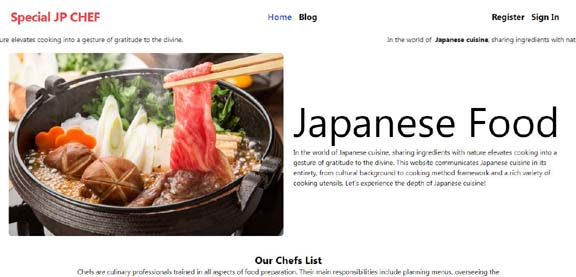 Special JP CHEF
Home Blog
Register Sign In
ure elevates cooking into a gesture of gratitude to the divine.
In the world of Japanese cuisine, sharing ingredients with nat
Japanese Food
In the world of Japanese cuisine, sharing ingredients with nature elevates cooking into a
gesture of gratitude to the divine. This website communicates Japanese cuisine in its
entirety, from cultural background to cooking method framework and a rich variety of
cooking utensils. Let's experience the depth of Japanese cuisine!
Our Chefs List
Chefs are culinary professionals trained in all aspects of food preparation. Their main responsibilities include planning menus, overseeing the